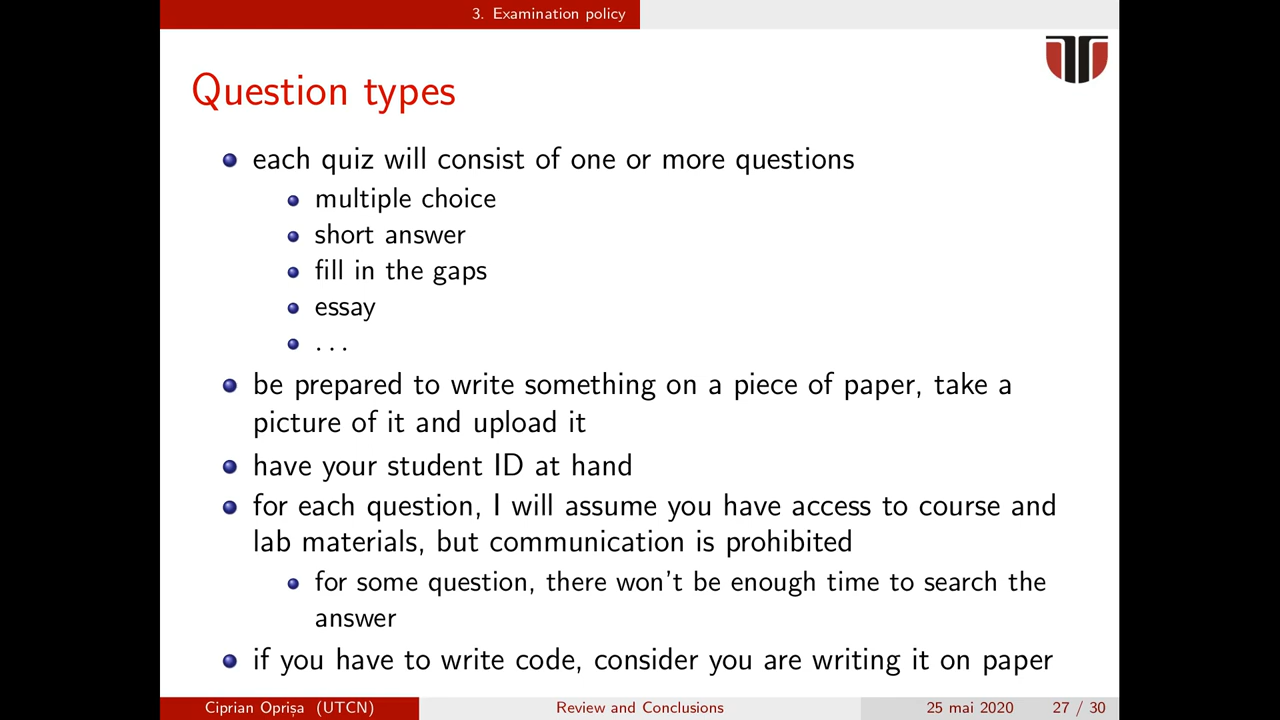 3. Examination policy
Question types
each quiz will consist of one or more questions
multiple choice
short answer
fill in the gaps
essay
...
be prepared to write something on a piece of paper, take a
picture of it and upload it
have your student ID at hand
for each question, I will assume you have access to course and
lab materials, but communication is prohibited
for some question, there won't be enough time to search the
answer
if you have to write code, consider you are writing it on paper
Ciprian Oprișa (UTCN) Review and Conclusions 25 mai 2020 27 / 30